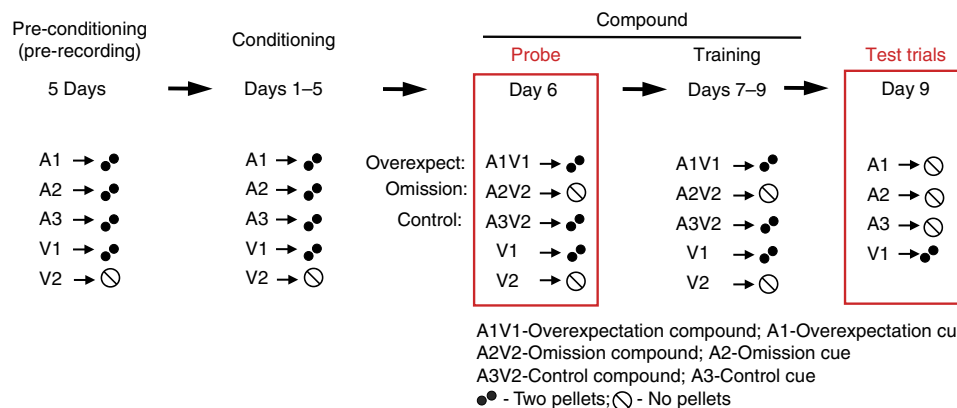 Pre-conditioning
(pre-recording)
5 Days
A1 →
A2 →
A3 →
V1 →
V2 →
Conditioning
Days 1–5
A1 →
A2 →
A3 →
V1 →
V2 →
Compound
Probe
Day 6
Overexpect: A1V1 →
Omission: A2V2 →
Control: A3V2 →
V1 →
V2 →
Training
Days 7–9
A1V1 →
A2V2 →
A3V2 →
V1 →
V2 →
Test trials
Day 9
A1 →
A2 →
A3 →
V1 →
A1V1-Overexpectation compound; A1-Overexpectation cu
A2V2-Omission compound; A2-Omission cue
A3V2-Control compound; A3-Control cue
- Two pellets; - No pellets